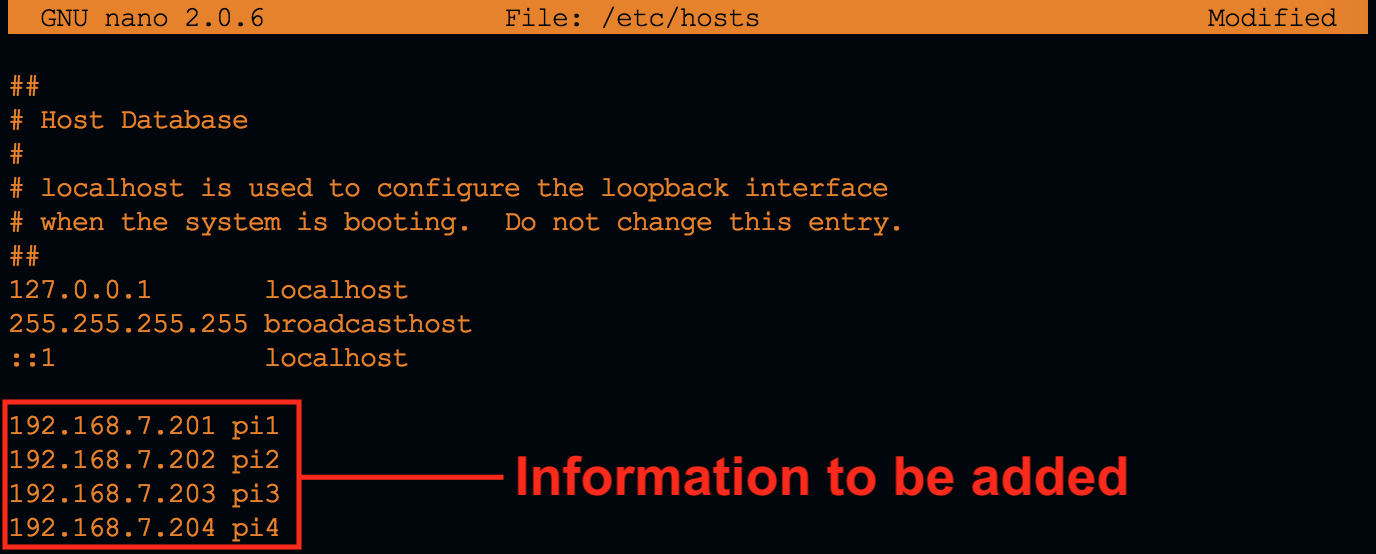 GNU nano 2.0.6 File: /etc/hosts Modified
##
# Host Database
#
# localhost is used to configure the loopback interface
# when the system is booting.  Do not change this entry.
##
127.0.0.1       localhost
255.255.255.255 broadcasthost
::1             localhost
192.168.7.201 pi1
192.168.7.202 pi2
192.168.7.203 pi3
192.168.7.204 pi4
Information to be added